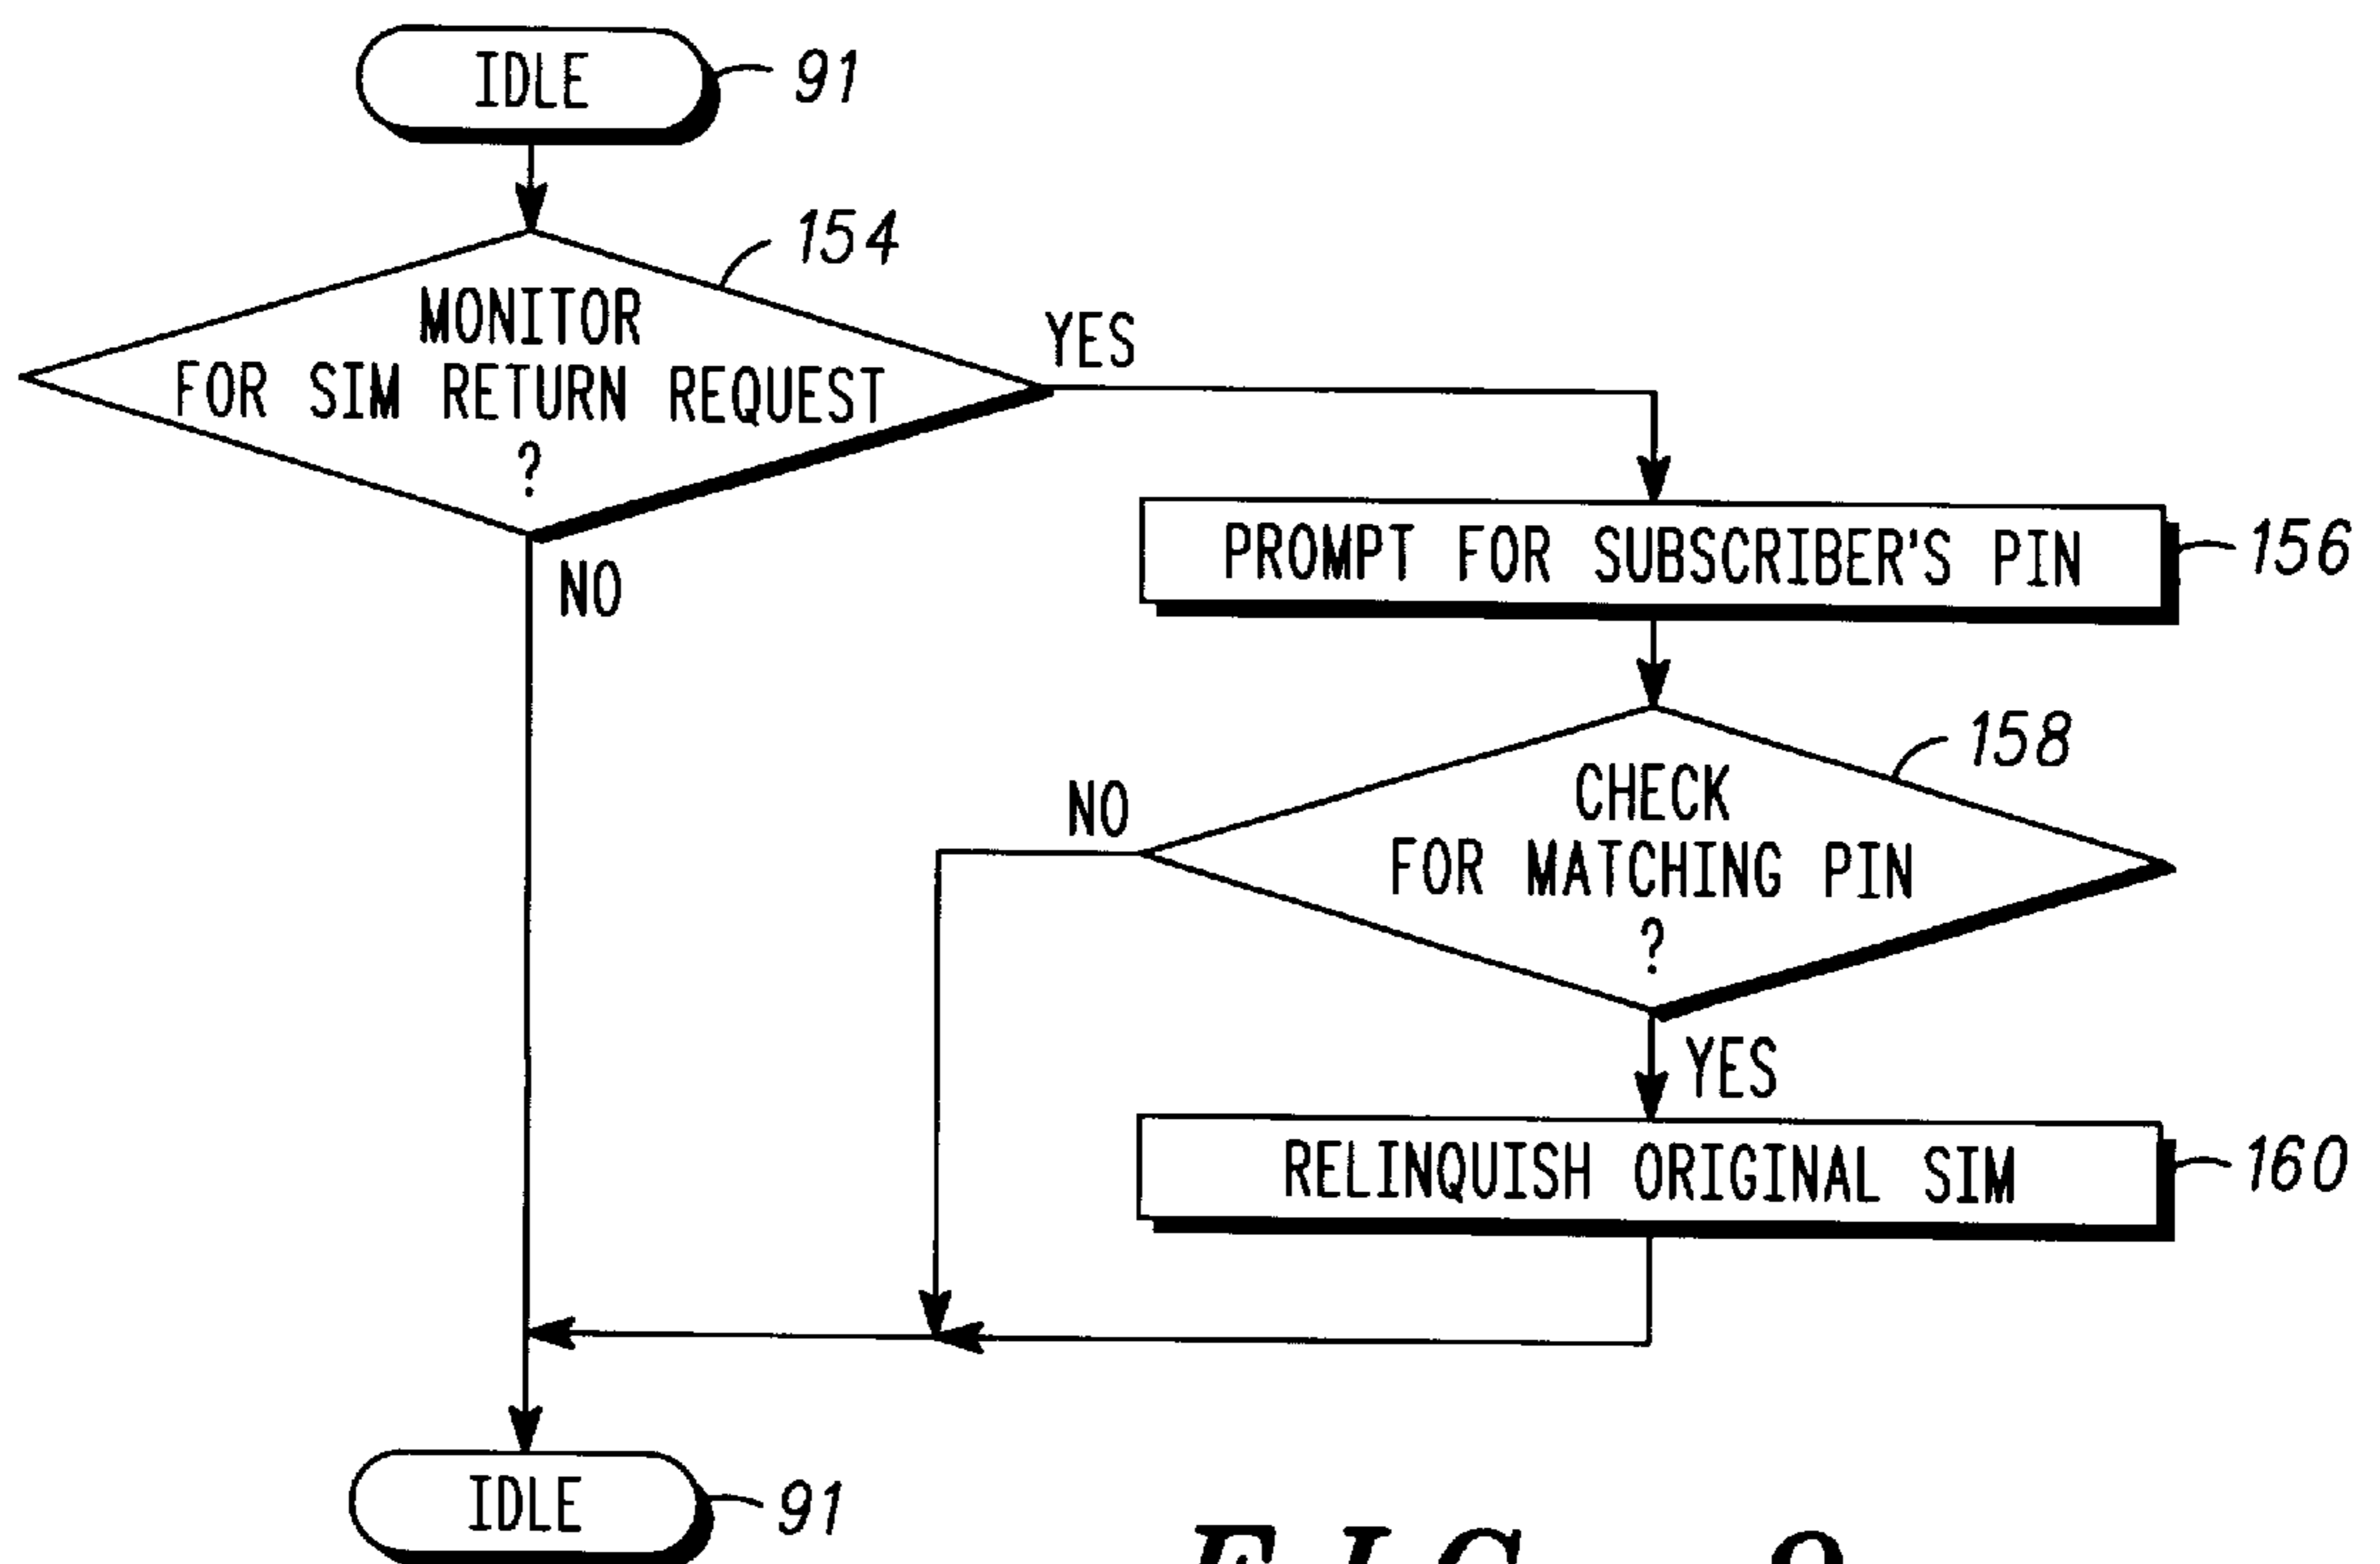 IDLE
91
154
MONITOR
FOR SIM RETURN REQUEST
?
YES
NO
PROMPT FOR SUBSCRIBER'S PIN
156
158
CHECK
FOR MATCHING PIN
?
NO
YES
RELINQUISH ORIGINAL SIM
160
IDLE
91
FIG.